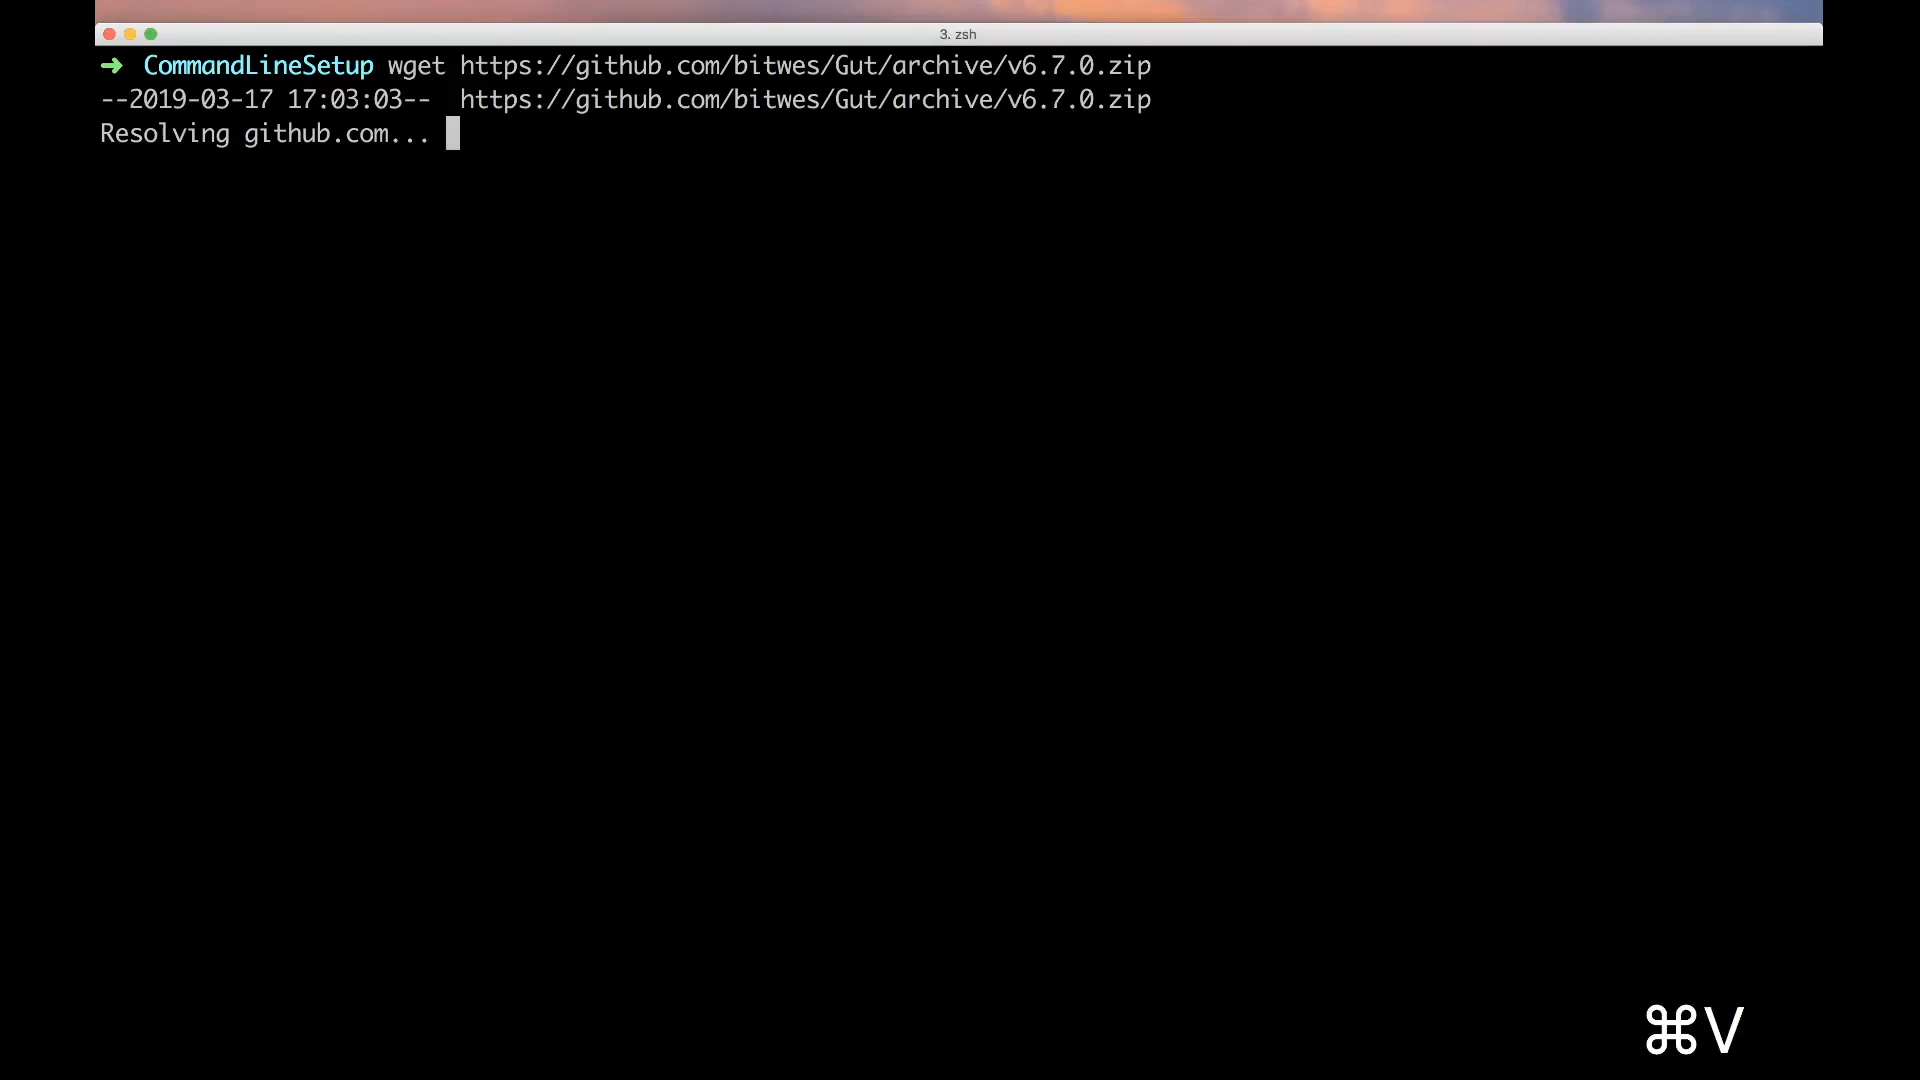 3. zsh
➜ CommandLineSetup wget https://github.com/bitwes/Gut/archive/v6.7.0.zip
--2019-03-17 17:03:03-- https://github.com/bitwes/Gut/archive/v6.7.0.zip
Resolving github.com...
⌘V